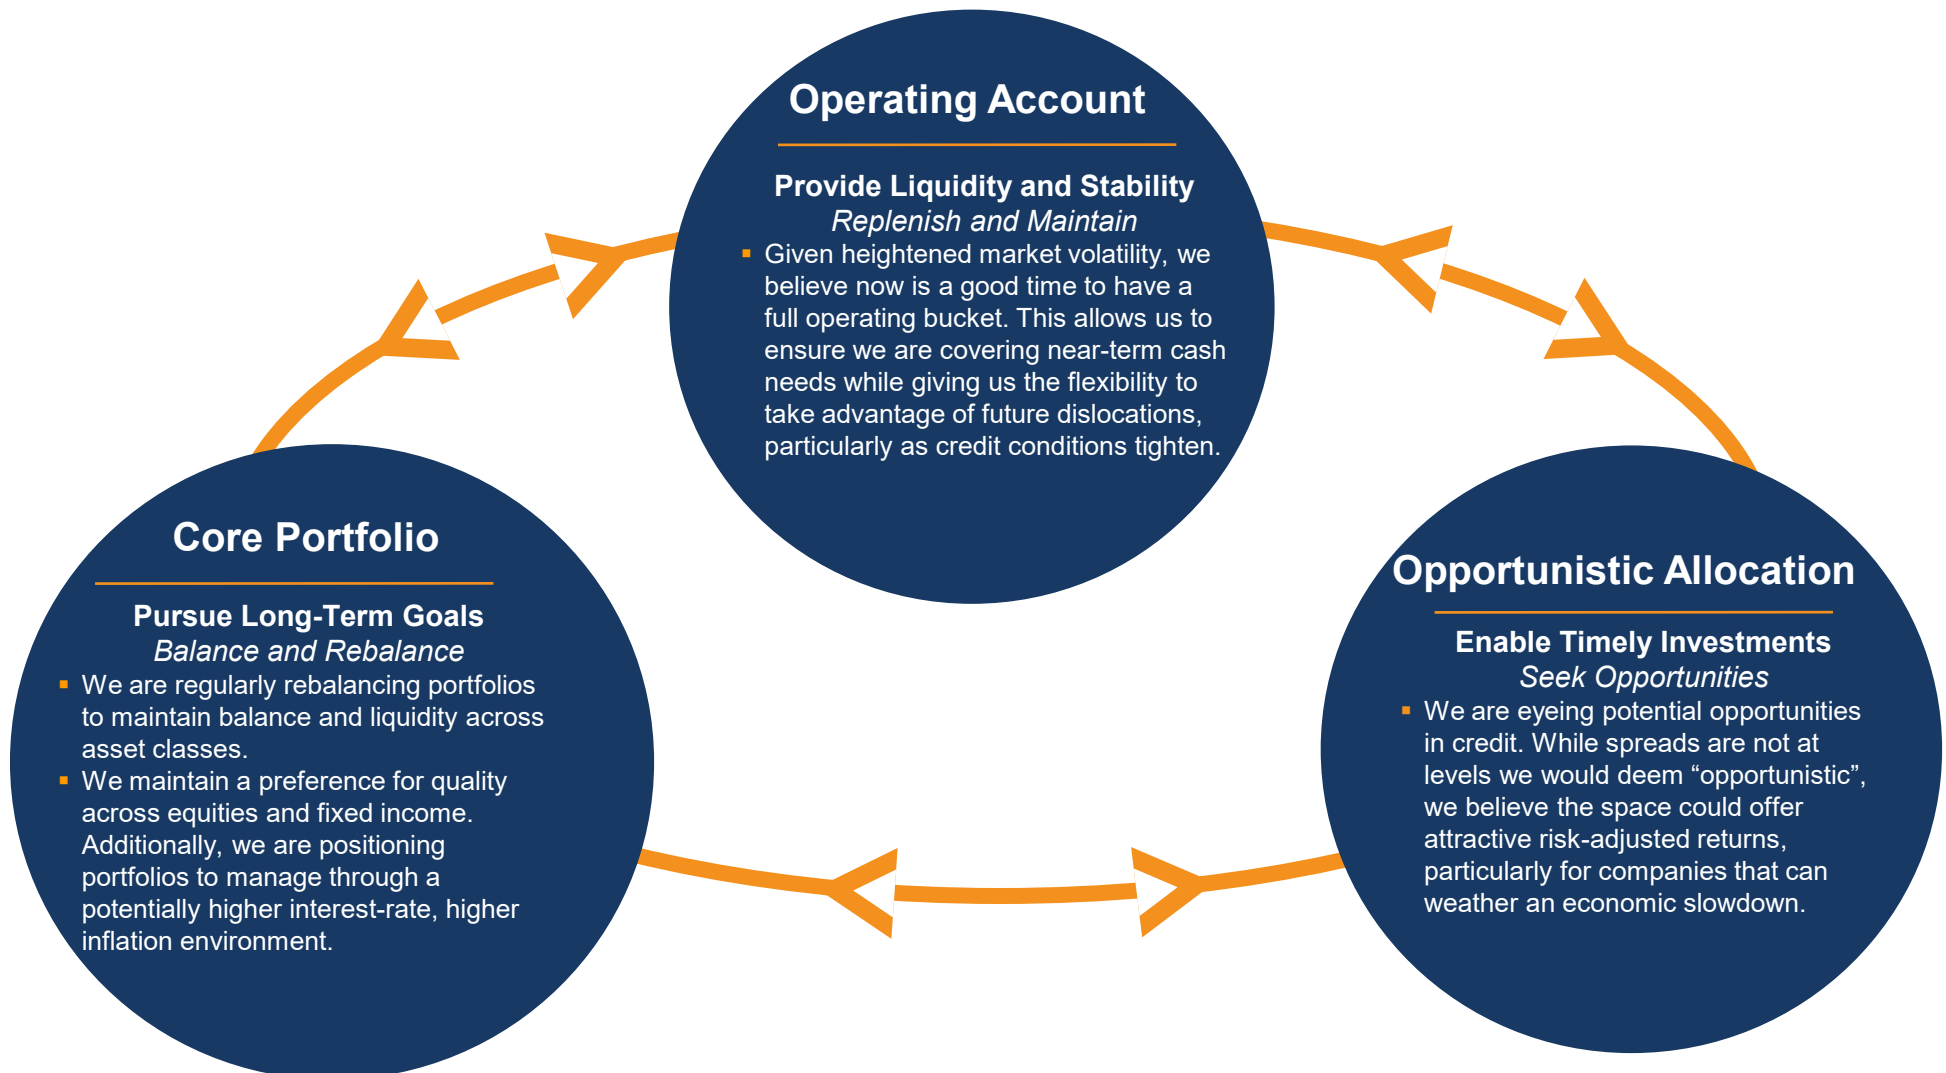 Operating Account
Provide Liquidity and Stability
Replenish and Maintain
▪ Given heightened market volatility, we
believe now is a good time to have a
full operating bucket. This allows us to
ensure we are covering near-term cash
needs while giving us the flexibility to
take advantage of future dislocations,
particularly as credit conditions tighten.
Core Portfolio
Pursue Long-Term Goals
Balance and Rebalance
▪ We are regularly rebalancing portfolios
to maintain balance and liquidity across
asset classes.
▪ We maintain a preference for quality
across equities and fixed income.
Additionally, we are positioning
portfolios to manage through a
potentially higher interest-rate, higher
inflation environment.
Opportunistic Allocation
Enable Timely Investments
Seek Opportunities
▪ We are eyeing potential opportunities
in credit. While spreads are not at
levels we would deem “opportunistic”,
we believe the space could offer
attractive risk-adjusted returns,
particularly for companies that can
weather an economic slowdown.